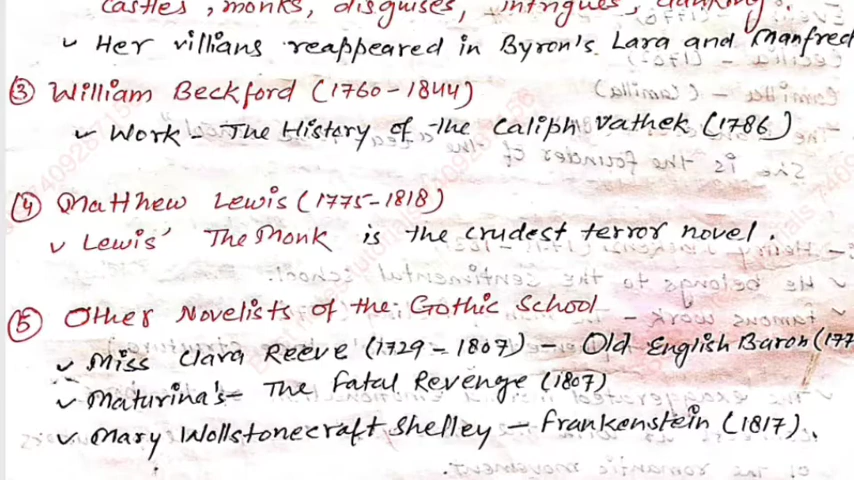 castles, monks, disguises, intrigues, clanking.
✓ Her villians reappeared in Byron's Lara and Manfred
③ William Beckford (1760-1844)
✓ Work - The History of the Caliph Vathek (1786)
④ Matthew Lewis (1775-1818)
✓ Lewis' The Monk is the crudest terror novel.
⑤ Other Novelists of the Gothic School
✓ Miss Clara Reeve (1729-1807) - Old English Baron (177
✓ Maturina's - The Fatal Revenge (1807)
✓ Mary Wollstonecraft Shelley - Frankenstein (1817).